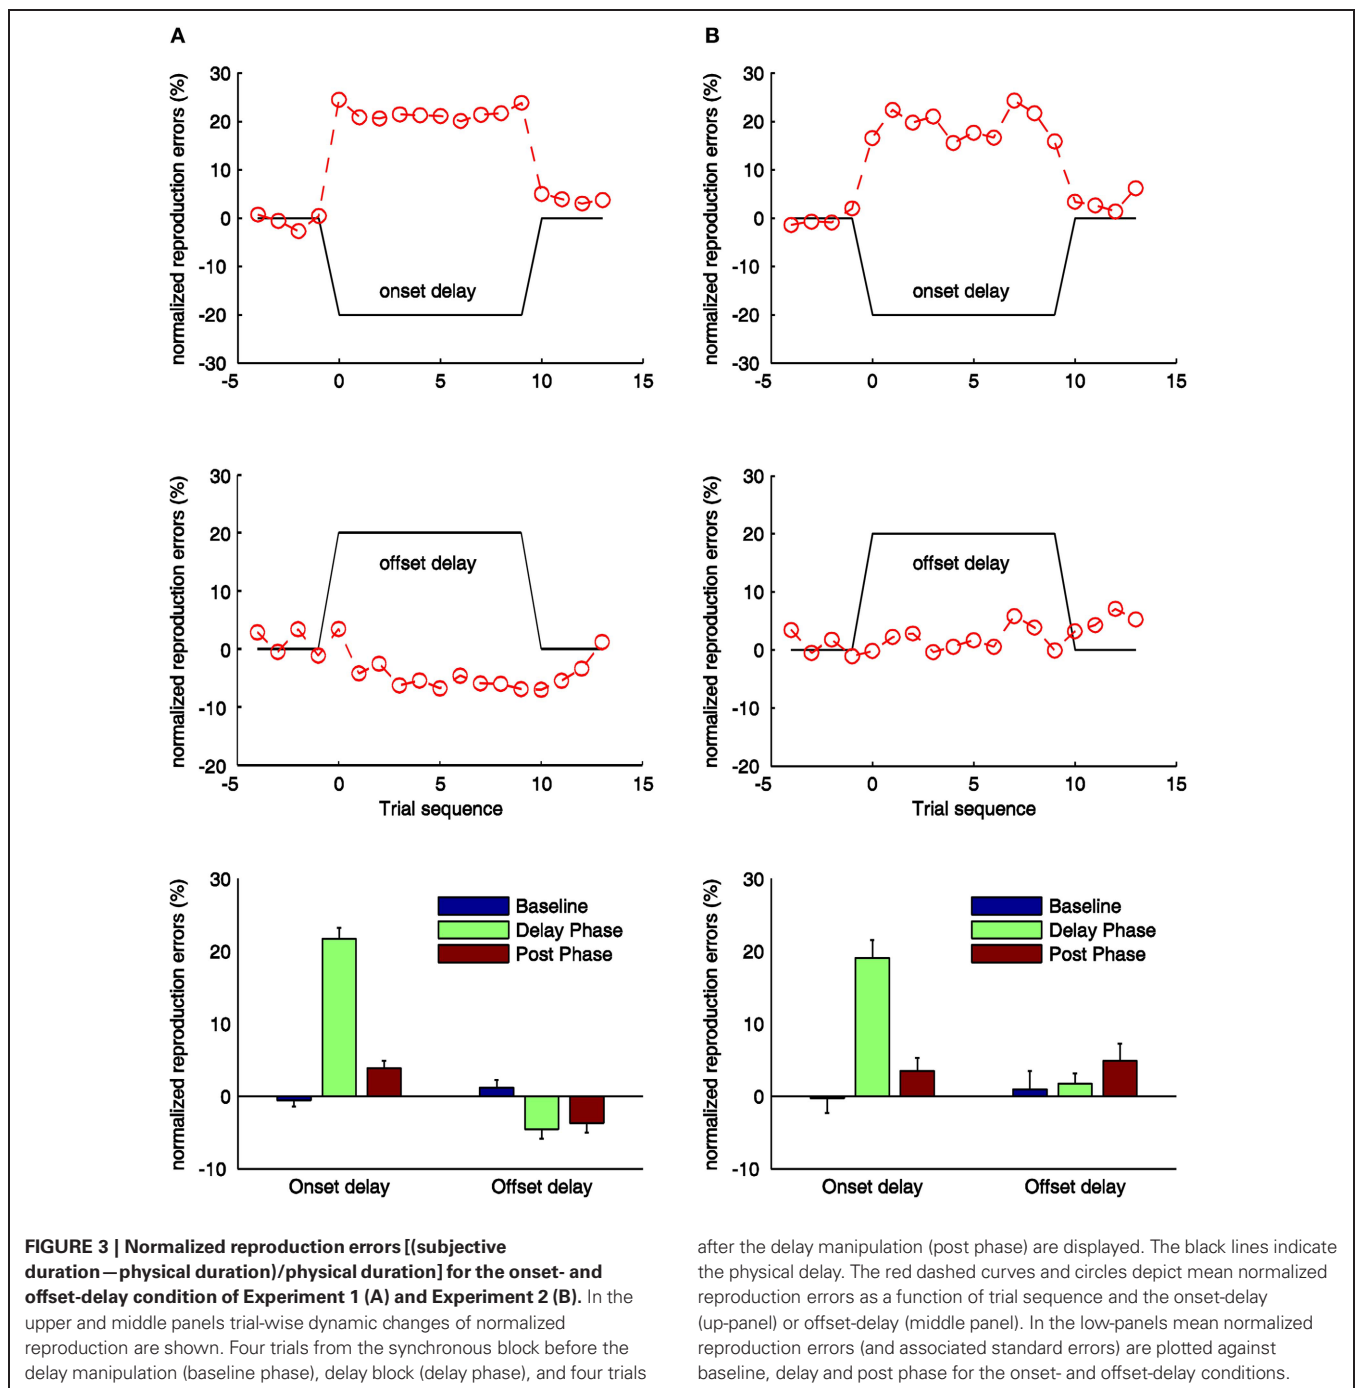 A
normalized reproduction errors (%)
30
20
10
0
-10
-20
-30
onset delay
-5
0
5
10
15
B
normalized reproduction errors (%)
30
20
10
0
-10
-20
-30
onset delay
-5
0
5
10
15
normalized reproduction errors (%)
30
20
10
0
-10
-20
offset delay
-5
0
5
10
15
Trial sequence
normalized reproduction errors (%)
30
20
10
0
-10
-20
offset delay
-5
0
5
10
15
Trial sequence
normalized reproduction errors (%)
30
20
10
0
-10
Baseline
Delay Phase
Post Phase
Onset delay
Offset delay
normalized reproduction errors (%)
30
20
10
0
-10
Baseline
Delay Phase
Post Phase
Onset delay
Offset delay
FIGURE 3 | Normalized reproduction errors [(subjective
duration—physical duration)/physical duration] for the onset- and
offset-delay condition of Experiment 1 (A) and Experiment 2 (B). In the
upper and middle panels trial-wise dynamic changes of normalized
reproduction are shown. Four trials from the synchronous block before the
delay manipulation (baseline phase), delay block (delay phase), and four trials
after the delay manipulation (post phase) are displayed. The black lines indicate
the physical delay. The red dashed curves and circles depict mean normalized
reproduction errors as a function of trial sequence and the onset-delay
(up-panel) or offset-delay (middle panel). In the low-panels mean normalized
reproduction errors (and associated standard errors) are plotted against
baseline, delay and post phase for the onset- and offset-delay conditions.